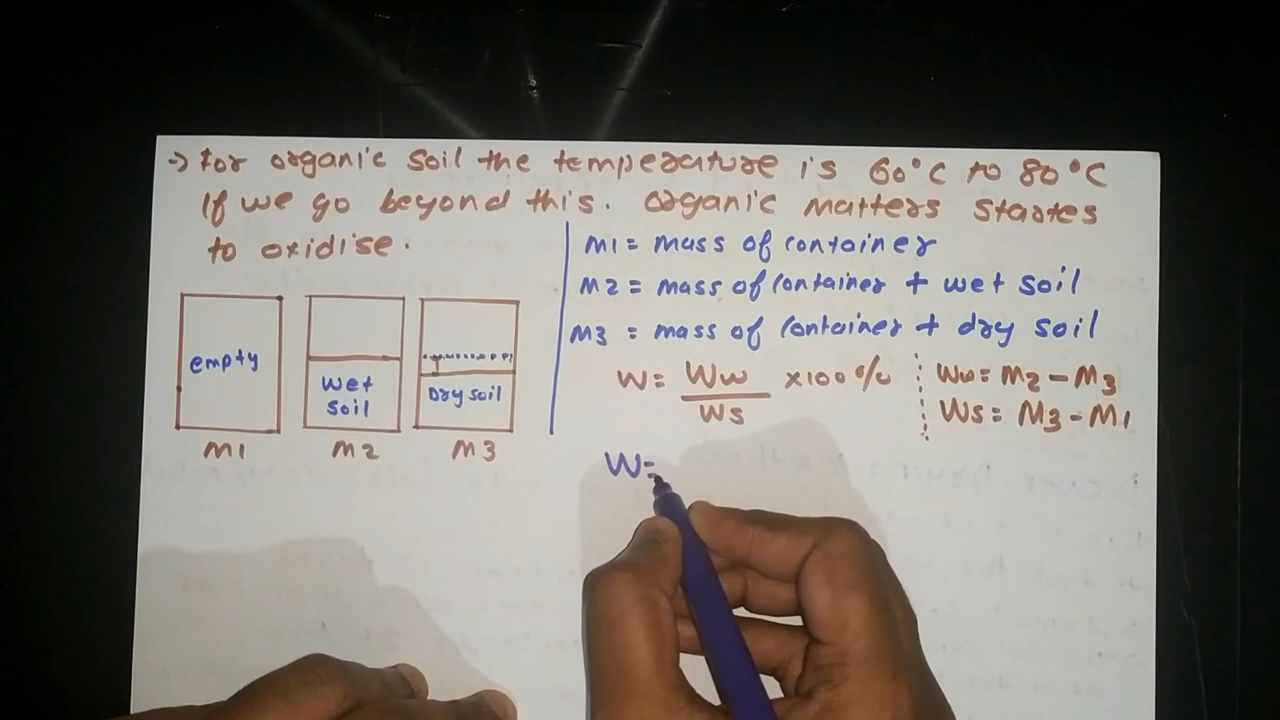 → For organic soil the temperature is 60°C to 80°C
If we go beyond this. organic matters startes
to oxidise.
empty
wet
soil
Dry soil
M1
M2
M3
M1 = mass of container
M2 = mass of container + wet soil
M3 = mass of container + dry soil
W = Ww/Ws ×100%
Ww = M2 - M3
Ws = M3 - M1
W=